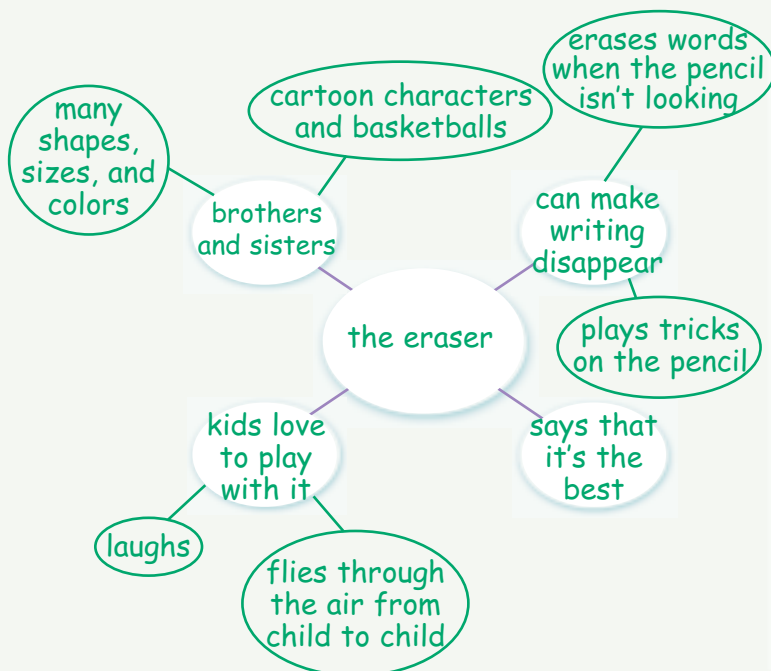 erases words
when the pencil
isn't looking
cartoon characters
and basketballs
many
shapes,
sizes, and
colors
brothers
and sisters
can make
writing
disappear
the eraser
plays tricks
on the pencil
kids love
to play
with it
says that
it's the
best
laughs
flies through
the air from
child to child